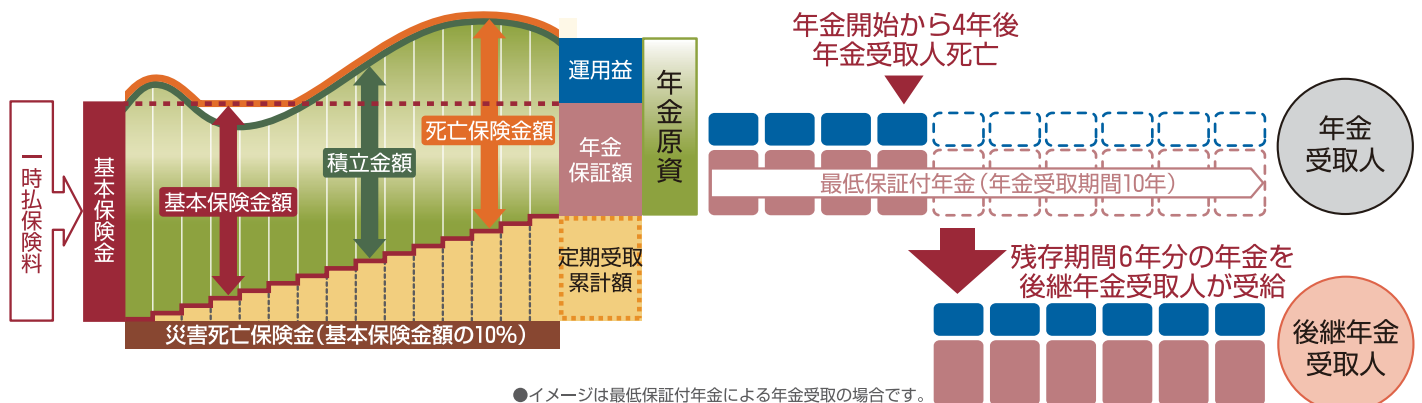 一時払保険料
基本保険金
基本保険金額
積立金額
死亡保険金額
災害死亡保険金(基本保険金額の10%)
運用益
年金
保証額
定期受取
累計額
年金原資
年金開始から4年後
年金受取人死亡
最低保証付年金(年金受取期間10年)
年金
受取人
残存期間6年分の年金を
後継年金受取人が受給
後継年金
受取人
●イメージは最低保証付年金による年金受取の場合です。